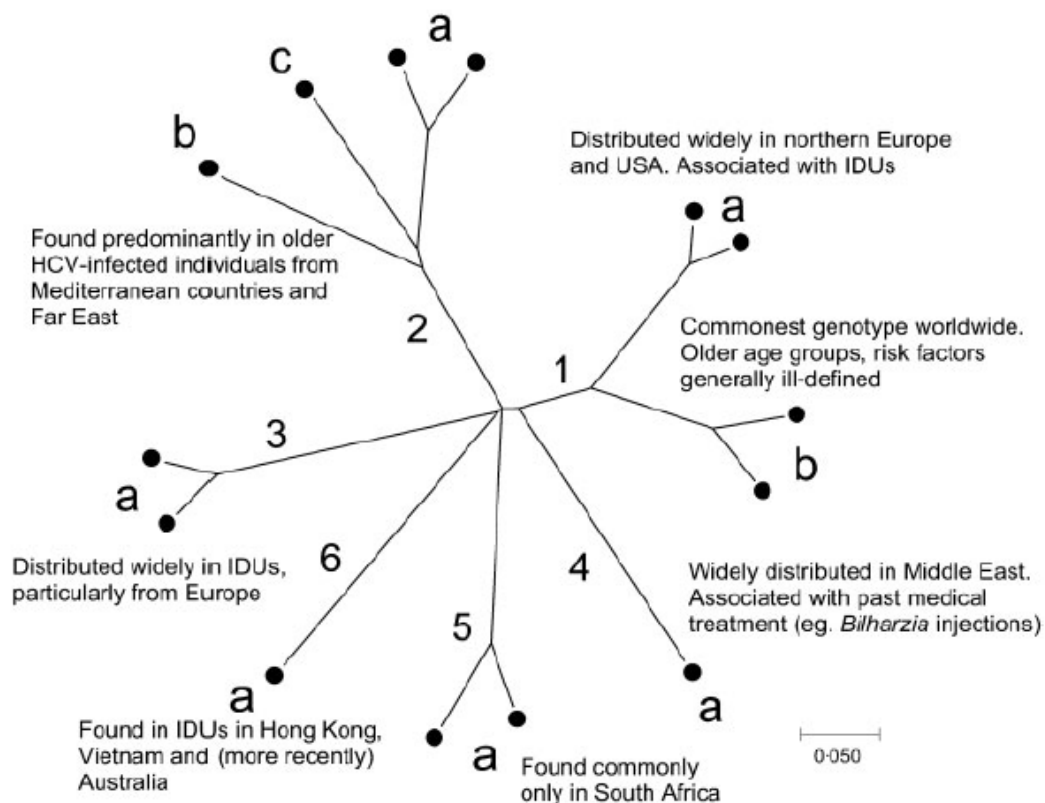 a
c
b
Distributed widely in northern Europe
and USA. Associated with IDUs
a
Found predominantly in older
HCV-infected individuals from
Mediterranean countries and
Far East
2
Commonest genotype worldwide.
Older age groups, risk factors
generally ill-defined
1
b
3
a
Distributed widely in IDUs,
particularly from Europe
6
4
5
Widely distributed in Middle East.
Associated with past medical
treatment (eg. Bilharzia injections)
a
Found in IDUs in Hong Kong,
Vietnam and (more recently)
Australia
a
Found commonly
only in South Africa
a
0·050